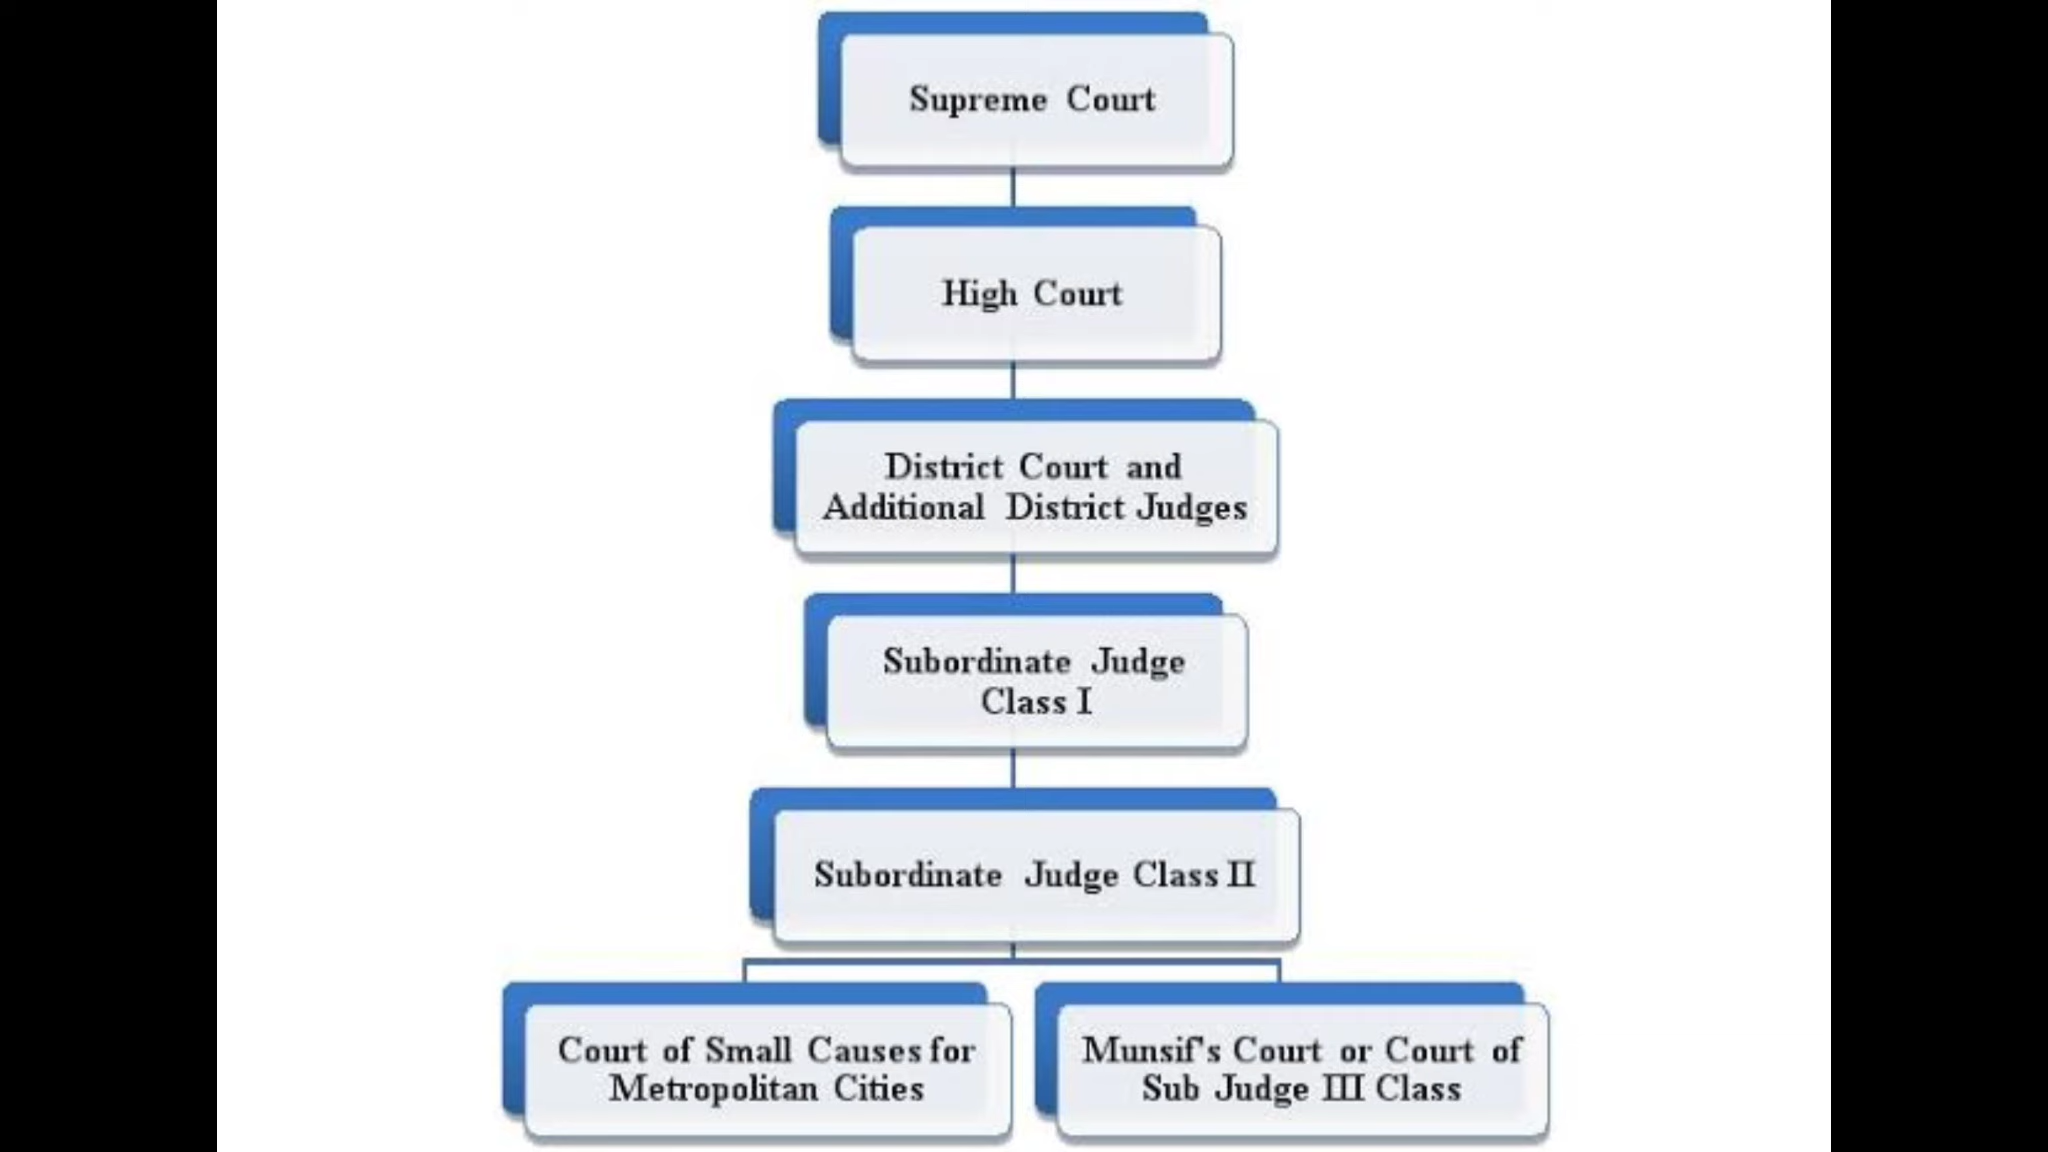 Supreme Court
High Court
District Court and
Additional District Judges
Subordinate Judge
Class I
Subordinate Judge Class II
Court of Small Causes for
Metropolitan Cities
Munsif's Court or Court of
Sub Judge III Class